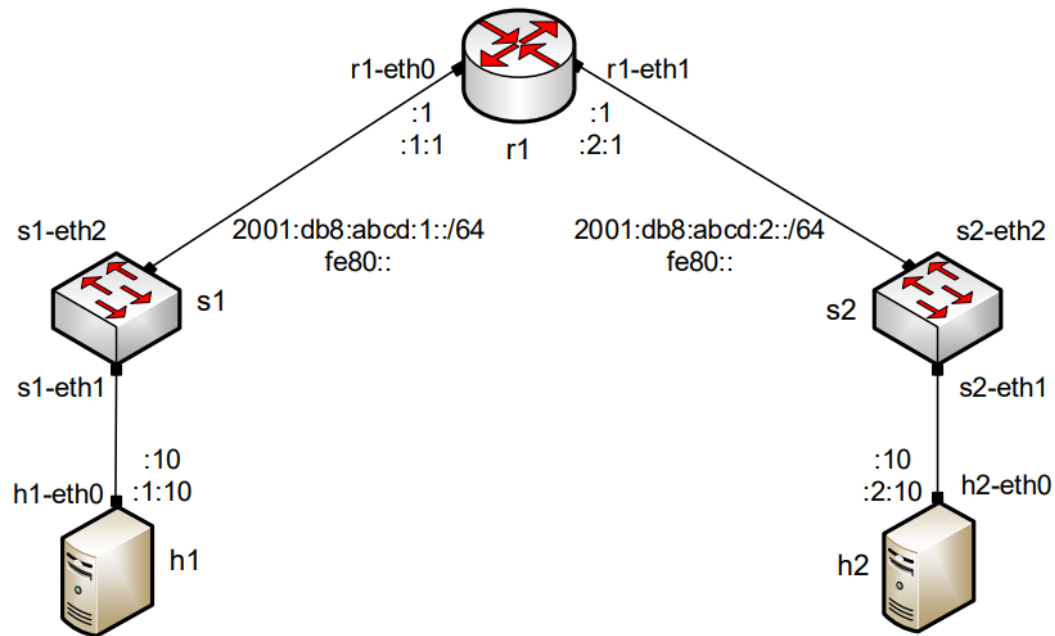 r1-eth0
r1-eth1
:1
:1:1
:1
:2:1
r1
2001:db8:abcd:1::/64
fe80::
2001:db8:abcd:2::/64
fe80::
s1-eth2
s2-eth2
s1
s2
s1-eth1
s2-eth1
:10
:1:10
h1-eth0
:10
:2:10
h2-eth0
h1
h2